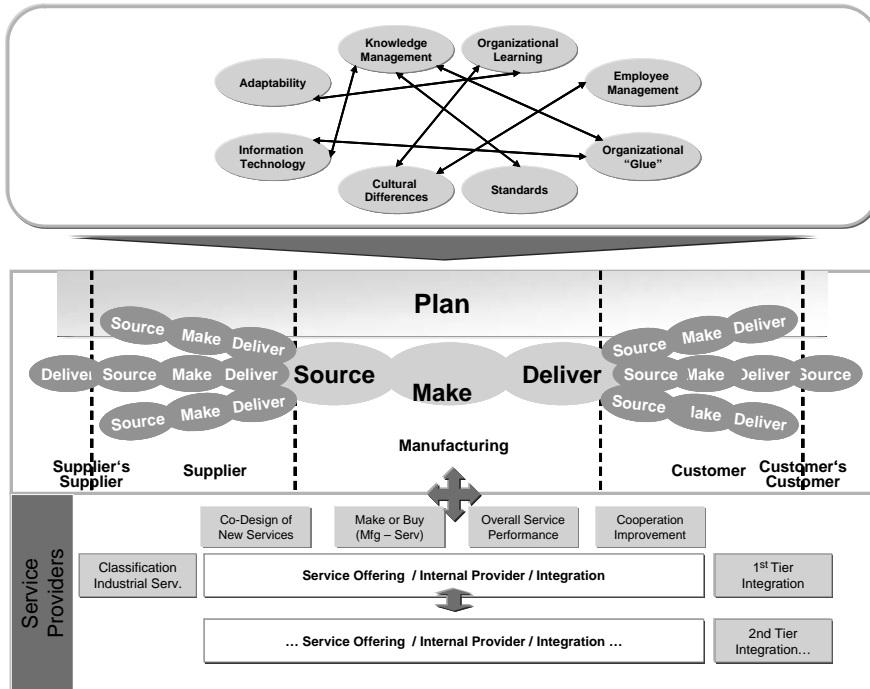 Knowledge
Management
Organizational
Learning
Adaptability
Employee
Management
Information
Technology
Organizational
“Glue”
Cultural
Differences
Standards
Plan
Source
Make
Deliver
Source
Make
Deliver
Deliver
Source
Make
Deliver
Source
Make
Deliver
Source
Make
Deliver
Source
Source
Make
Deliver
Source
Make
Deliver
Source
lake
Deliver
Manufacturing
Supplier‘s
Supplier
Supplier
Customer
Customer‘s
Customer
Service
Providers
Co-Design of
New Services
Make or Buy
(Mfg – Serv)
Overall Service
Performance
Cooperation
Improvement
Classification
Industrial Serv.
Service Offering / Internal Provider / Integration
1st Tier
Integration
… Service Offering / Internal Provider / Integration …
2nd Tier
Integration…